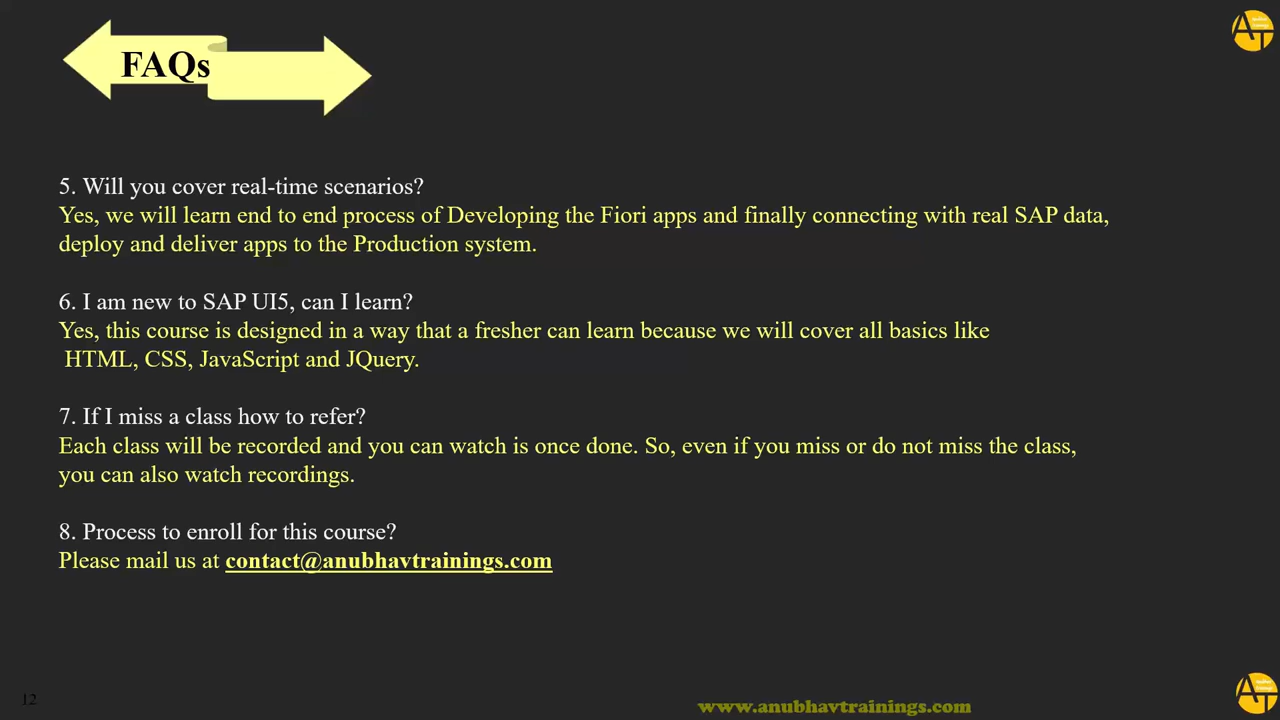 FAQs
5. Will you cover real-time scenarios?
Yes, we will learn end to end process of Developing the Fiori apps and finally connecting with real SAP data,
deploy and deliver apps to the Production system.
6. I am new to SAP UI5, can I learn?
Yes, this course is designed in a way that a fresher can learn because we will cover all basics like
HTML, CSS, JavaScript and JQuery.
7. If I miss a class how to refer?
Each class will be recorded and you can watch is once done. So, even if you miss or do not miss the class,
you can also watch recordings.
8. Process to enroll for this course?
Please mail us at contact@anubhavtrainings.com
12
www.anubhavtrainings.com
AT
AT